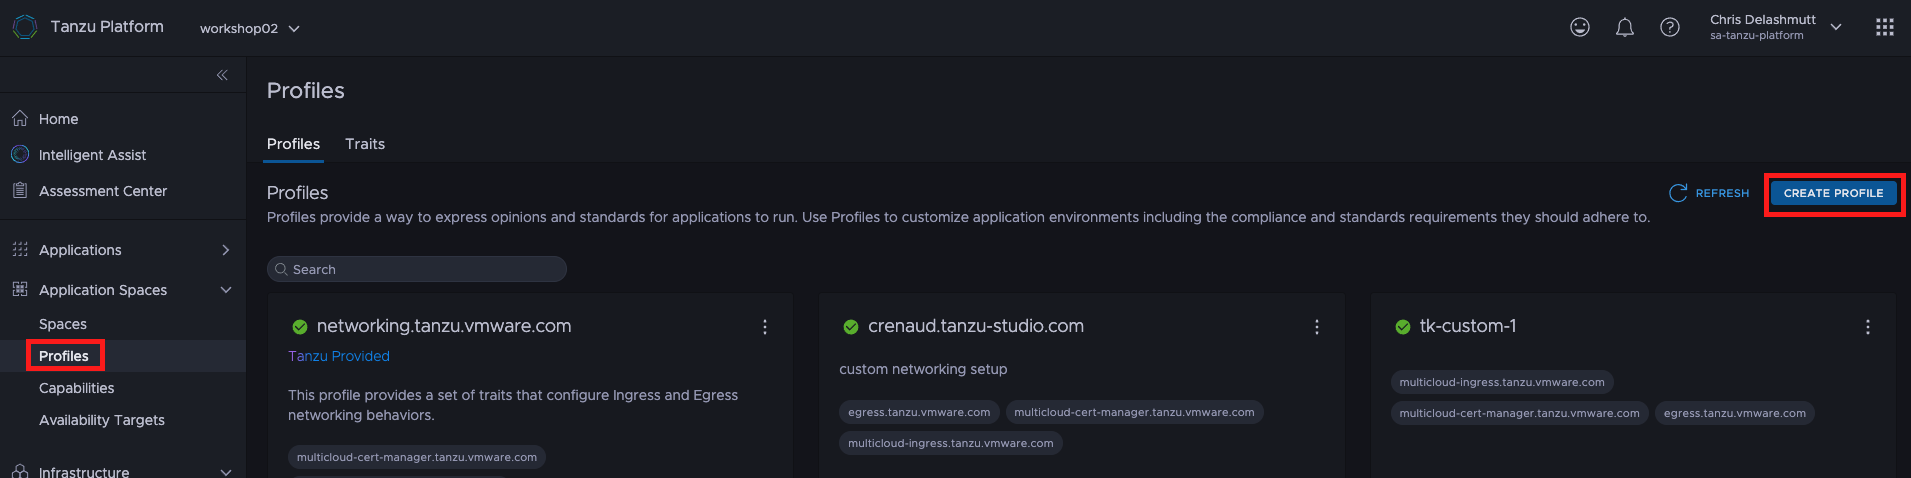 Tanzu Platform
workshop02
Chris Delashmutt
sa-tanzu-platform
Home
Intelligent Assist
Assessment Center
Applications
Application Spaces
Spaces
Profiles
Capabilities
Availability Targets
Infrastructure
Profiles
Profiles Traits
Profiles
REFRESH
CREATE PROFILE
Profiles provide a way to express opinions and standards for applications to run. Use Profiles to customize application environments including the compliance and standards requirements they should adhere to.
Search
networking.tanzu.vmware.com
Tanzu Provided
This profile provides a set of traits that configure Ingress and Egress
networking behaviors.
multicloud-cert-manager.tanzu.vmware.com
crenaud.tanzu-studio.com
custom networking setup
egress.tanzu.vmware.com multicloud-cert-manager.tanzu.vmware.com
multicloud-ingress.tanzu.vmware.com
tk-custom-1
multicloud-ingress.tanzu.vmware.com
multicloud-cert-manager.tanzu.vmware.com egress.tanzu.vmware.com